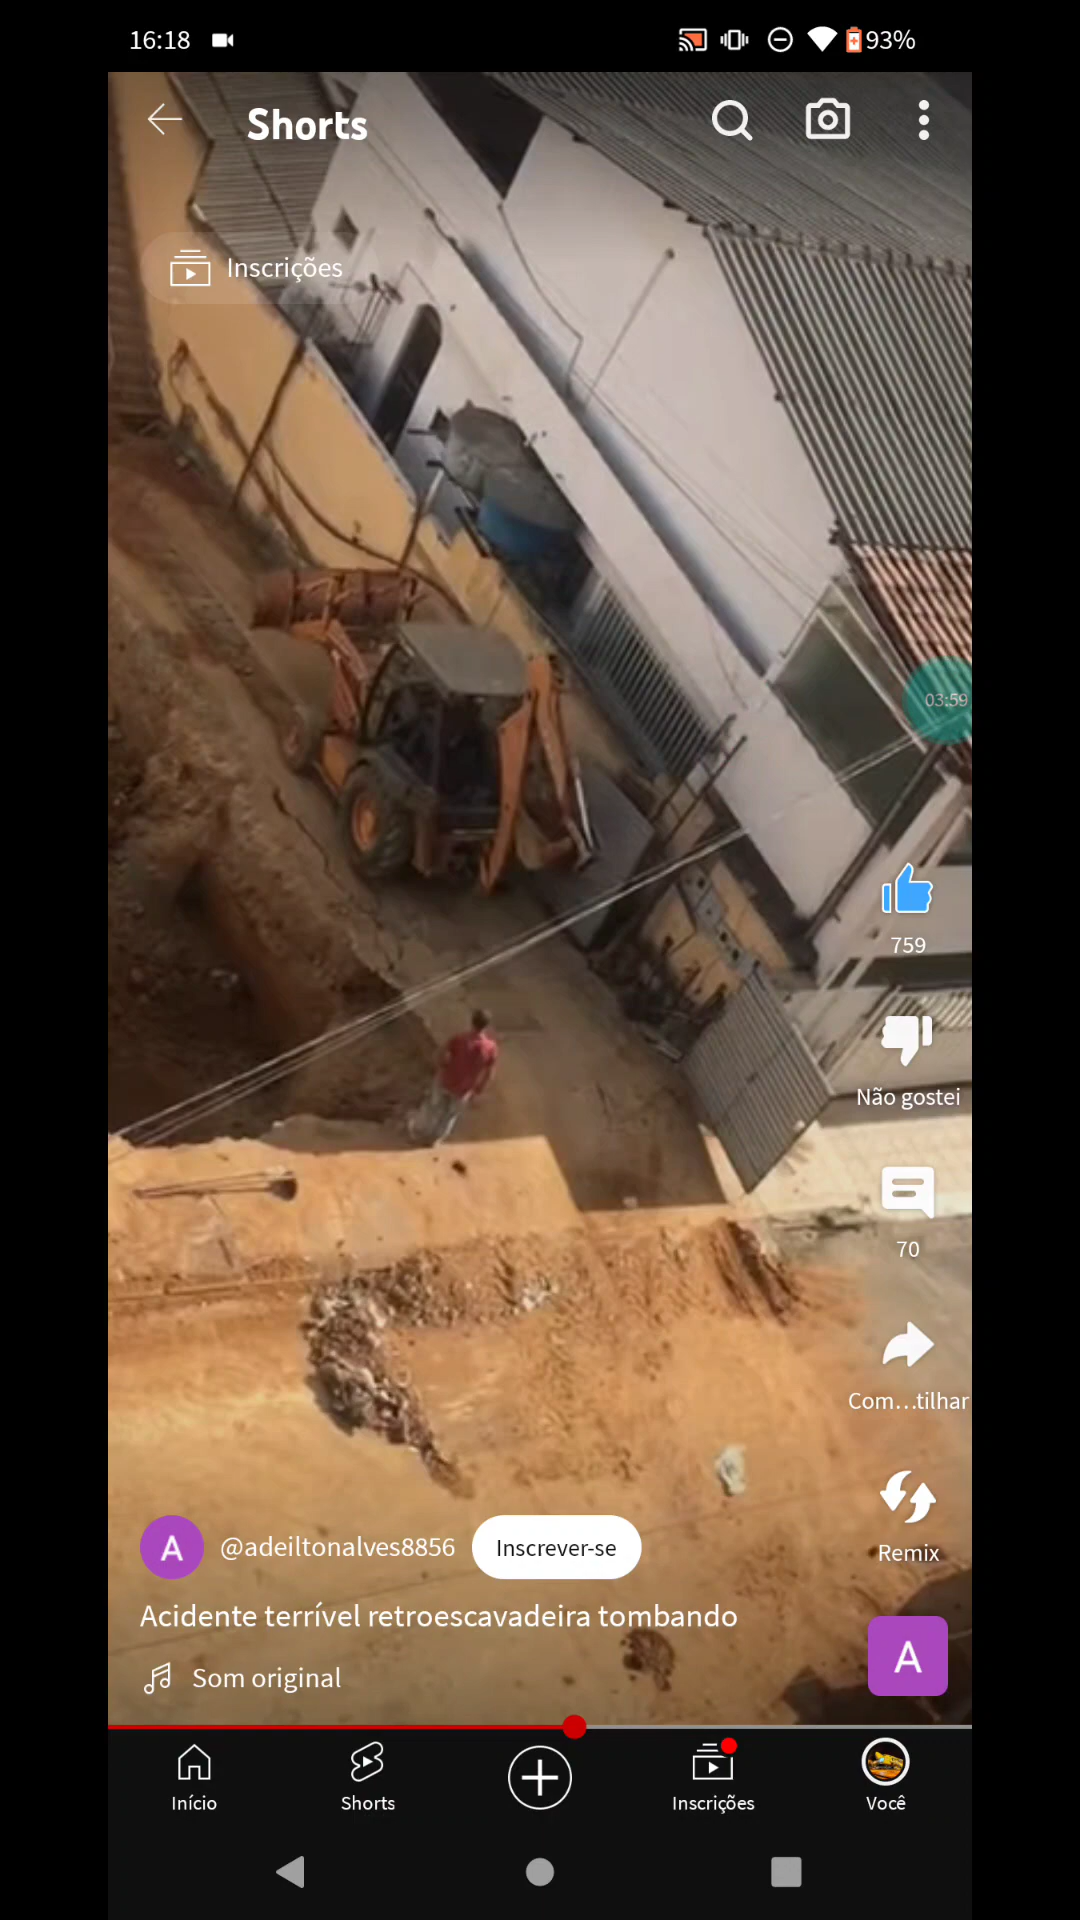 16:18
93%
Shorts
Inscrições
03:59
759
Não gostei
70
Com...tilhar
Remix
A @adeiltonalves8856 Inscrever-se
Acidente terrível retroescavadeira tombando
A
Som original
Início Shorts Inscrições Você